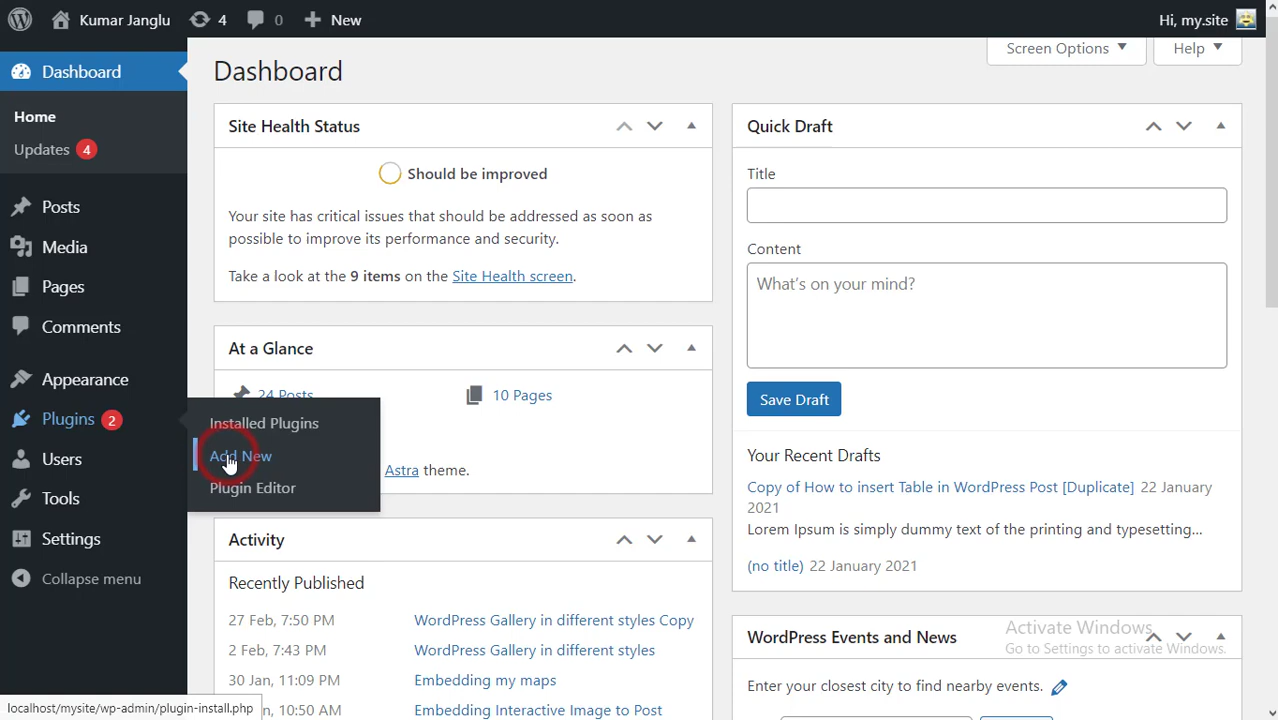 Kumar Janglu 4 0 New Hi, my.site
Screen Options Help
Dashboard
Home
Updates 4
Posts
Media
Pages
Comments
Appearance
Plugins 2
Users
Tools
Settings
Collapse menu
Installed Plugins
Add New
Plugin Editor
Dashboard
Site Health Status
Should be improved
Your site has critical issues that should be addressed as soon as
possible to improve its performance and security.
Take a look at the 9 items on the Site Health screen.
At a Glance
24 Posts 10 Pages
Astra theme.
Activity
Recently Published
27 Feb, 7:50 PM WordPress Gallery in different styles Copy
2 Feb, 7:43 PM WordPress Gallery in different styles
30 Jan, 11:09 PM Embedding my maps
n, 10:50 AM Embedding Interactive Image to Post
Quick Draft
Title
Content
What's on your mind?
Save Draft
Your Recent Drafts
Copy of How to insert Table in WordPress Post [Duplicate] 22 January
2021
Lorem Ipsum is simply dummy text of the printing and typesetting…
(no title) 22 January 2021
WordPress Events and News
Enter your closest city to find nearby events.
Activate Windows
Go to Settings to activate Windows.
localhost/mysite/wp-admin/plugin-install.php